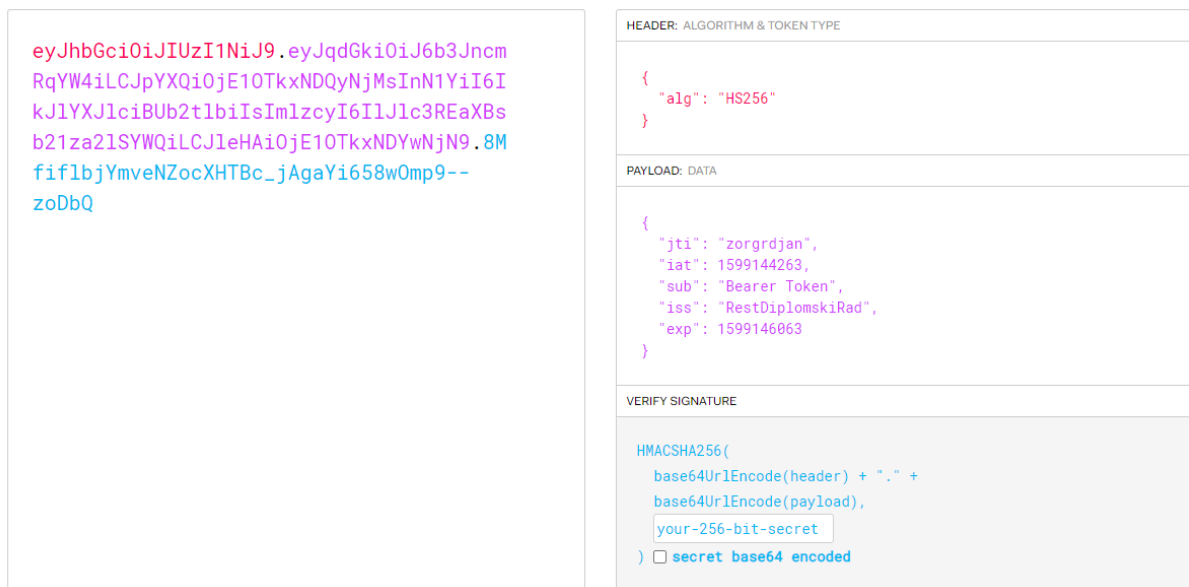 eyJhbGciOiJIUzI1NiJ9.eyJqdGkiOiJ6b3Jncm
RqYW4iLCJpYXQiOjE1OTkxNDQyNjMsInN1YiI6I
kJlYXJlciBUb2tlbiIsImlzcyI6IlJlc3REaXBs
b21za2lSYWQiLCJleHAiOjE1OTkxNDYwNjN9.8M
fiflbjYmveNZocXHTBc_jAgaYi658wOmp9--
zoDbQ
HEADER: ALGORITHM & TOKEN TYPE
{
"alg": "HS256"
}
PAYLOAD: DATA
{
"jti": "zorgrdjan",
"iat": 1599144263,
"sub": "Bearer Token",
"iss": "RestDiplomskiRad",
"exp": 1599146063
}
VERIFY SIGNATURE
HMACSHA256(
base64UrlEncode(header) + "." +
base64UrlEncode(payload),
your-256-bit-secret
) secret base64 encoded